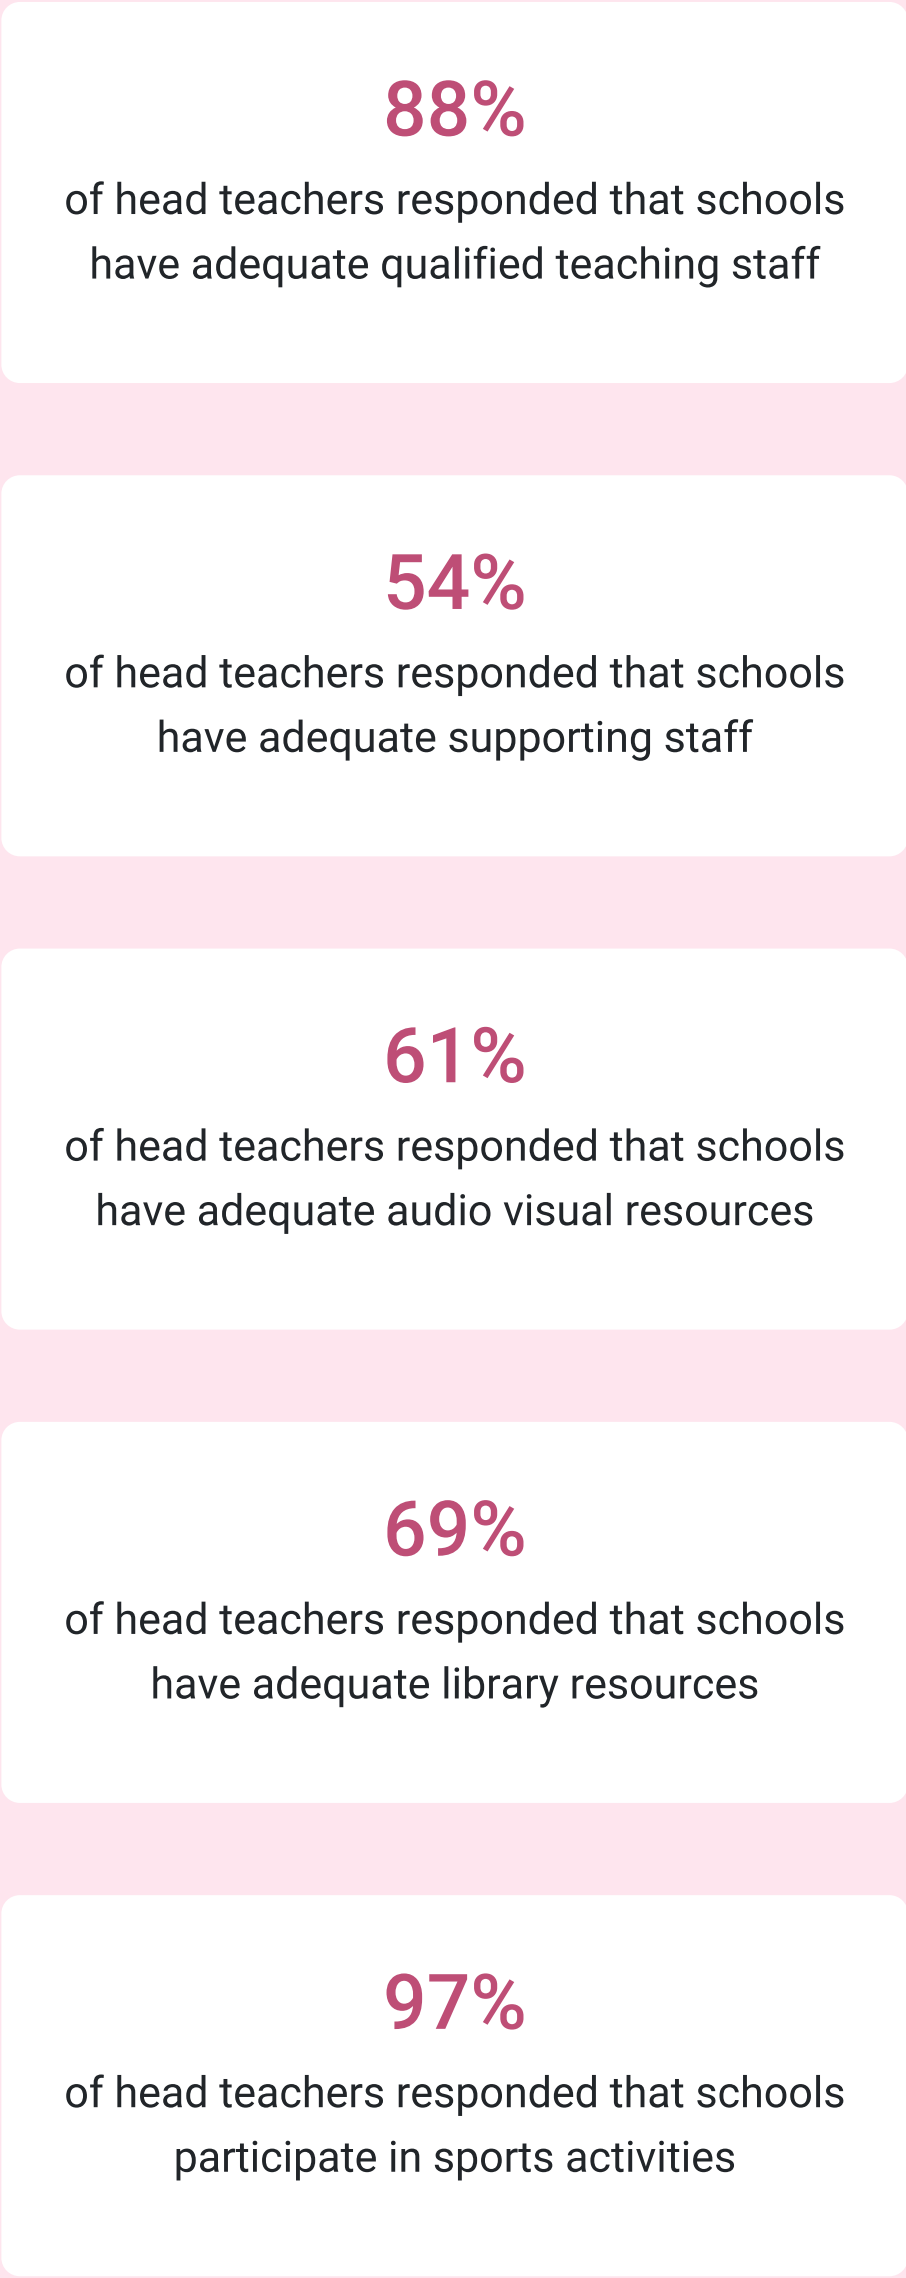 88%
of head teachers responded that schools
have adequate qualified teaching staff
54%
of head teachers responded that schools
have adequate supporting staff
61%
of head teachers responded that schools
have adequate audio visual resources
69%
of head teachers responded that schools
have adequate library resources
97%
of head teachers responded that schools
participate in sports activities